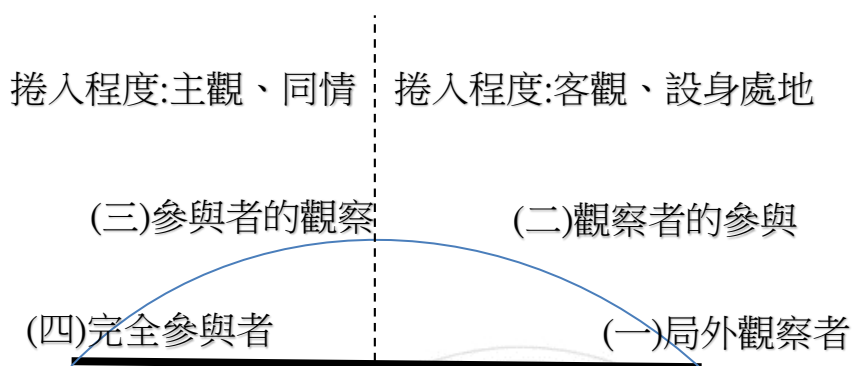 捲入程度:主觀、同情
捲入程度:客觀、設身處地
(三)參與者的觀察
(二)觀察者的參與
(四)完全參與者
(一)局外觀察者